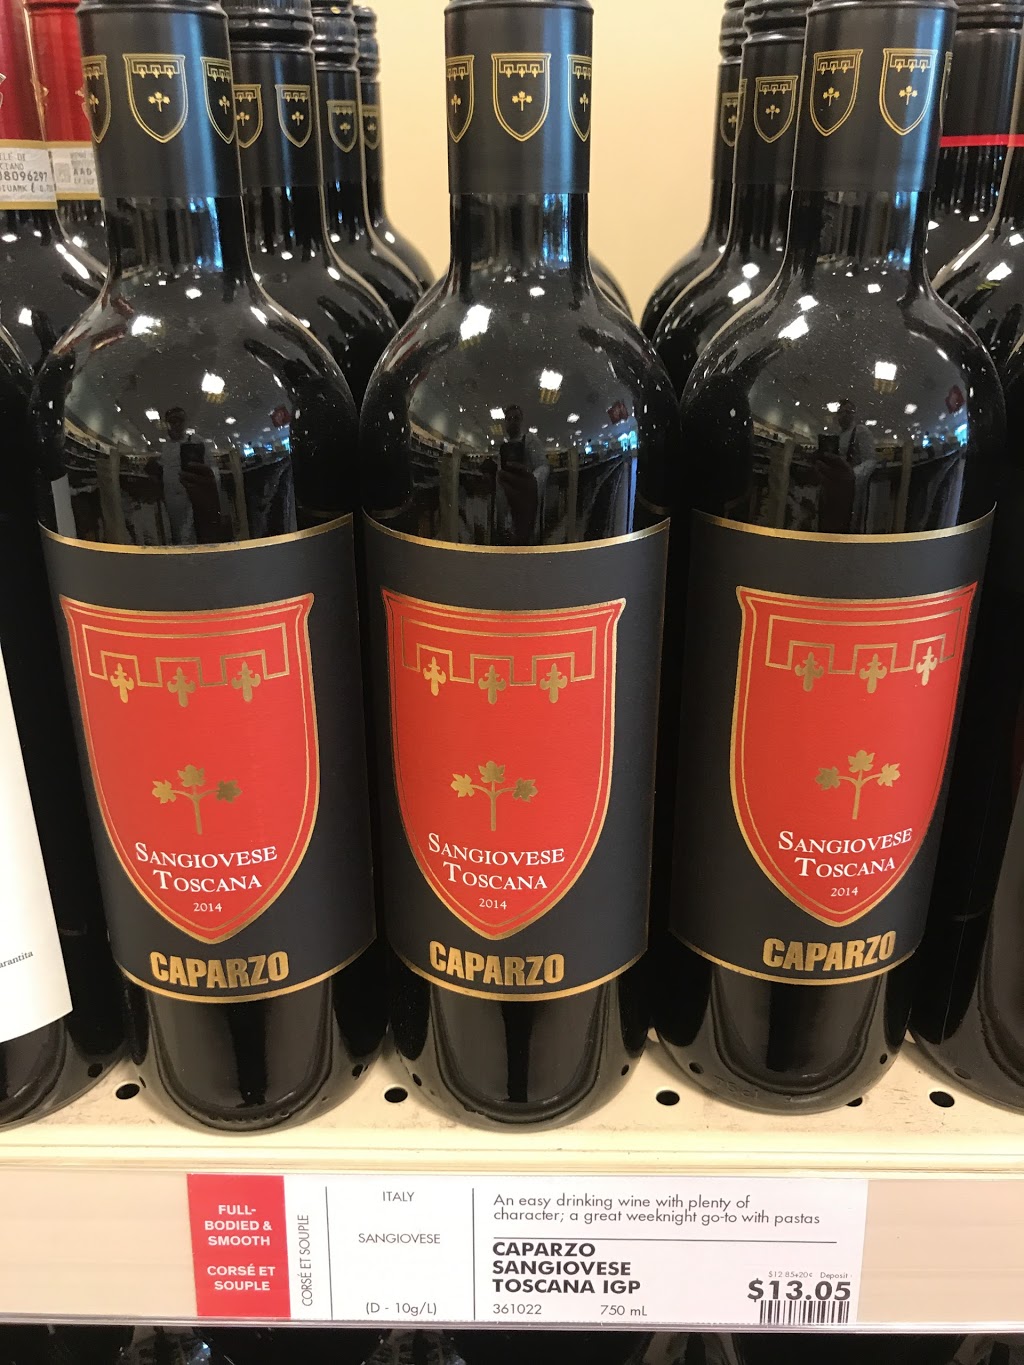 08096297
SANGIOVESE
TOSCANA
2014
CAPARZO
SANGIOVESE
TOSCANA
2014
CAPARZO
SANGIOVESE
TOSCANA
2014
CAPARZO
FULL-
BODIED &
SMOOTH
CORSÉ ET
SOUPLE
CORSÉ ET SOUPLE
ITALY
SANGIOVESE
(D - 10g/L)
An easy drinking wine with plenty of
character; a great weeknight go-to with pastas
CAPARZO
SANGIOVESE
TOSCANA IGP
361022 750 mL
$12.85+20¢ Deposit
$13.05